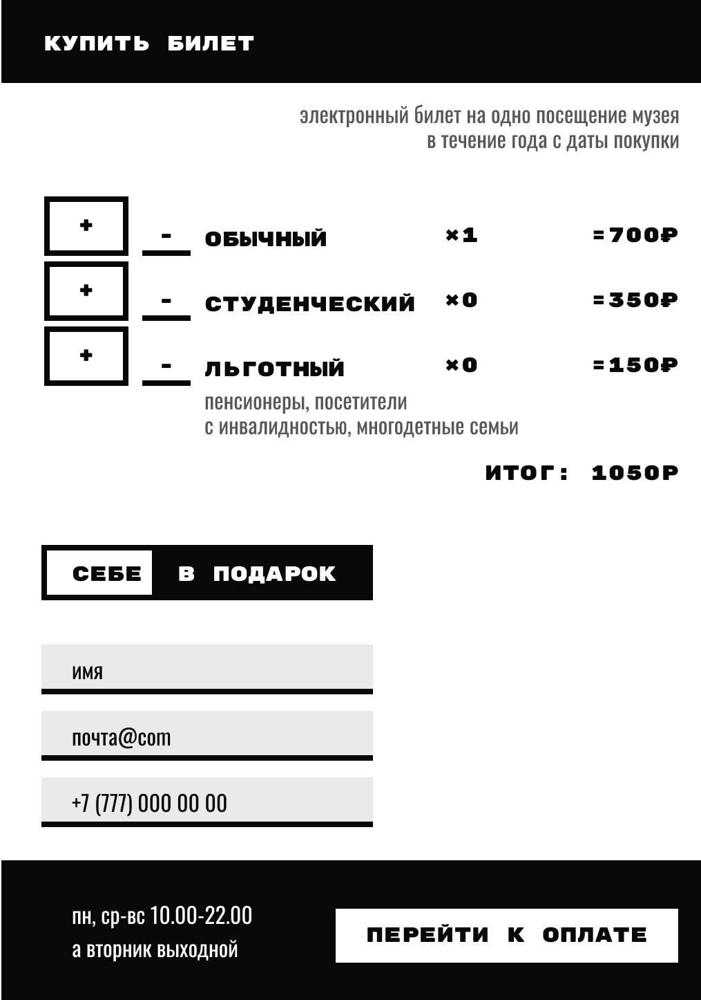 КУПИТЬ БИЛЕТ
электронный билет на одно посещение музея
в течение года с даты покупки
+ - ОБЫЧНЫЙ ×1 =700₽
+ - СТУДЕНЧЕСКИЙ ×0 =350₽
+ - ЛЬГОТНЫЙ ×0 =150₽
пенсионеры, посетители
с инвалидностью, многодетные семьи
ИТОГ: 1050Р
СЕБЕ В ПОДАРОК
имя
почта@com
+7 (777) 000 00 00
пн, ср-вс 10.00-22.00
а вторник выходной
ПЕРЕЙТИ К ОПЛАТЕ